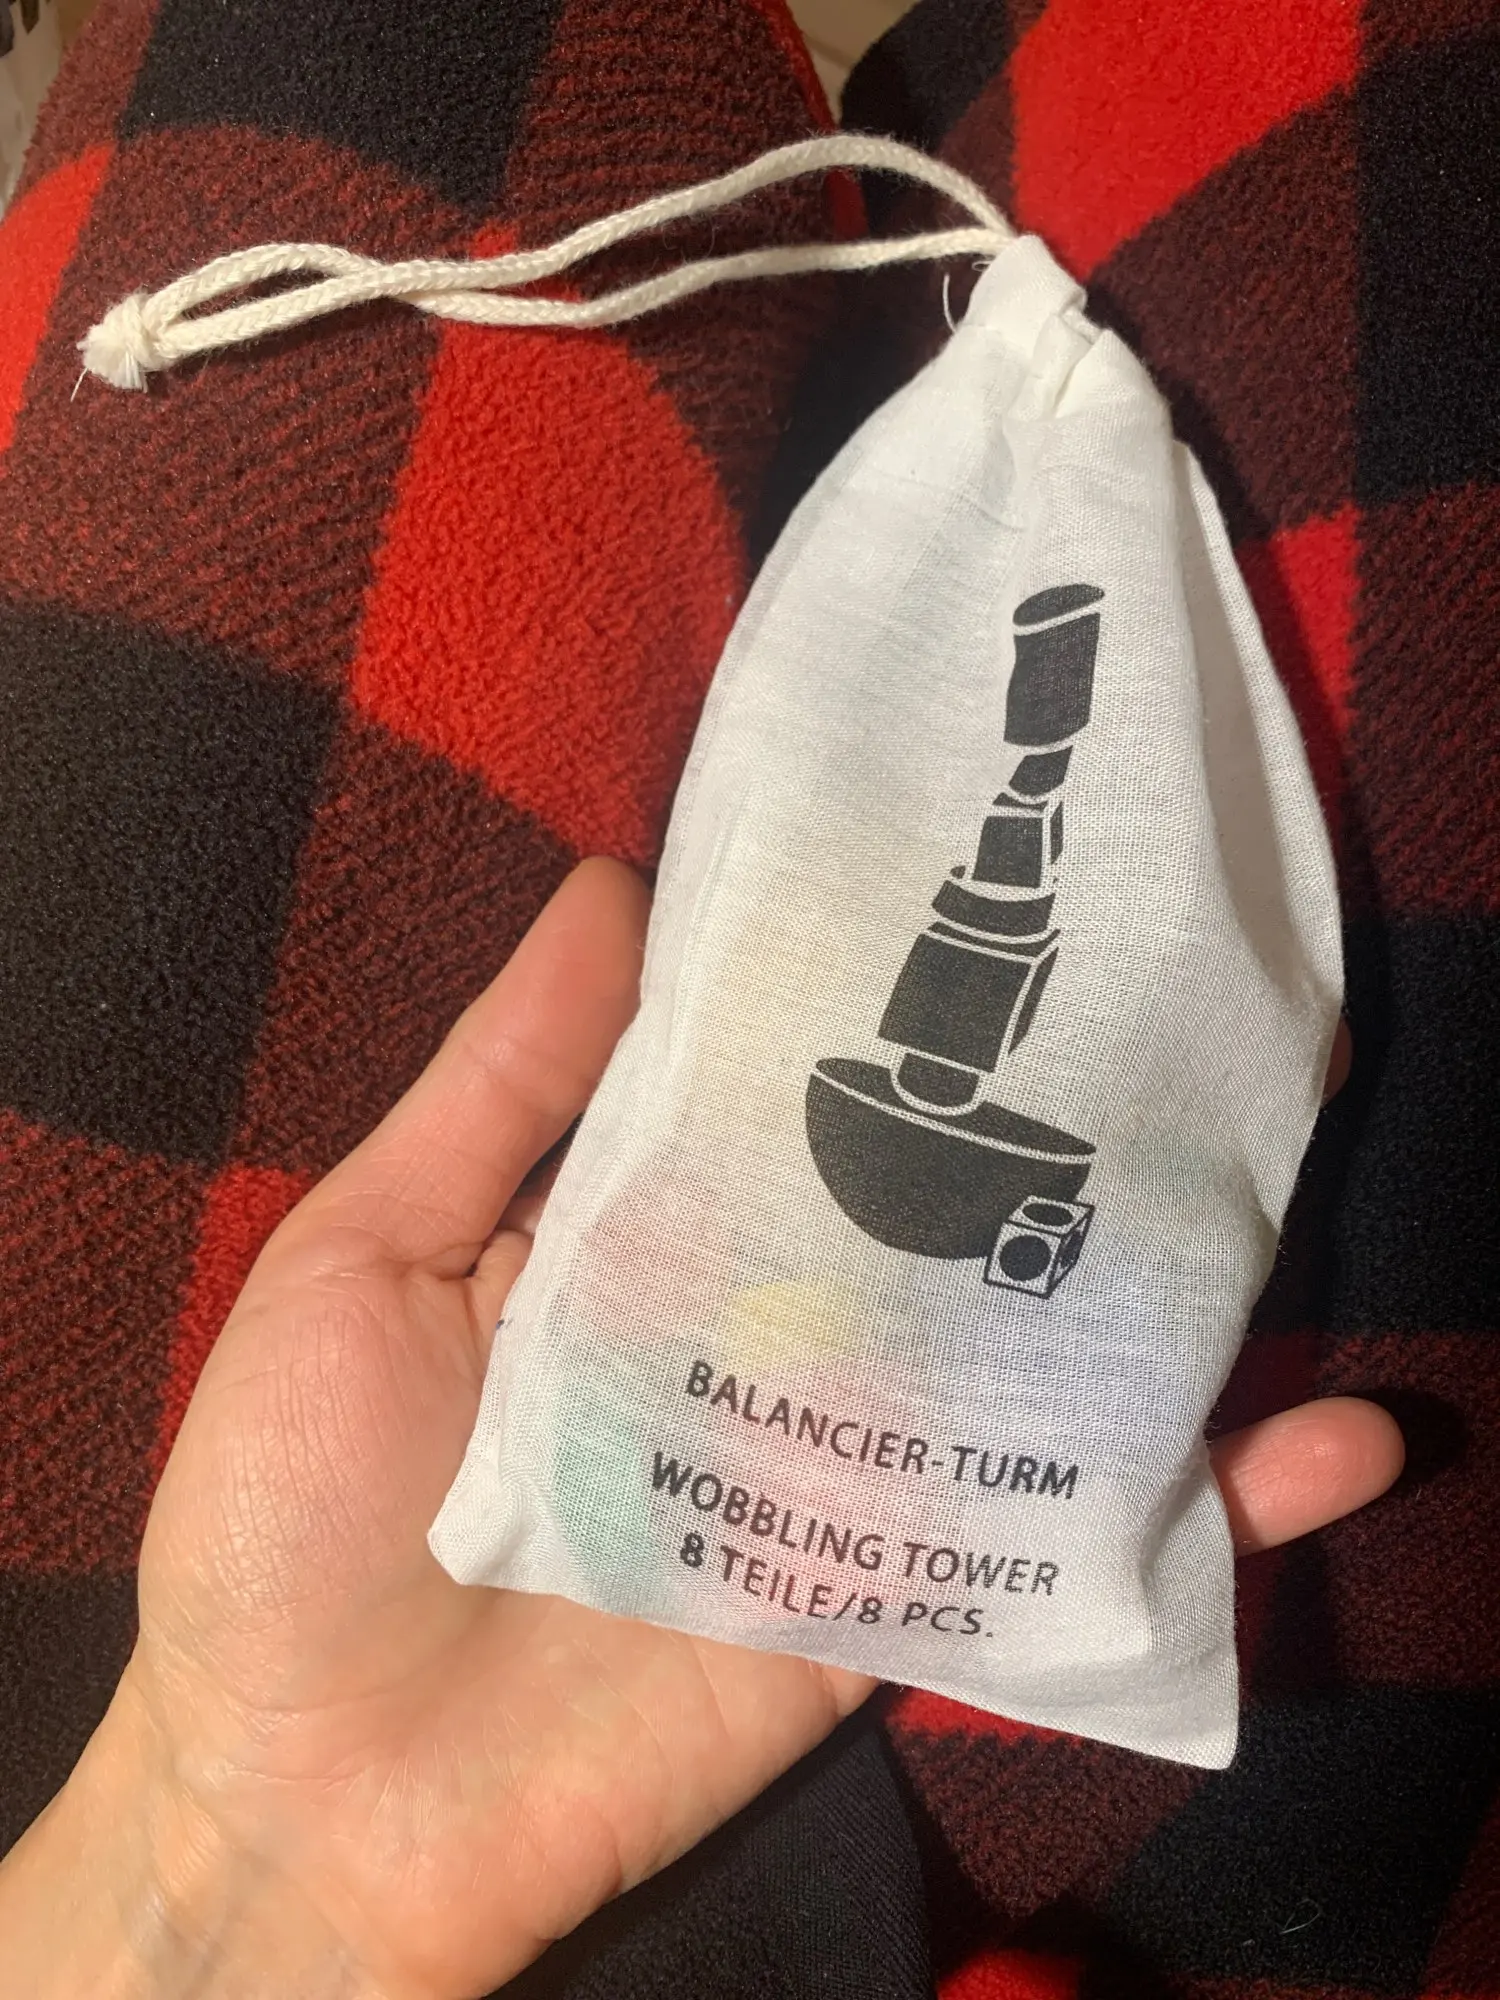 BALANCIER-TURM
WOBBLING TOWER
8 TEILE/8 PCS.